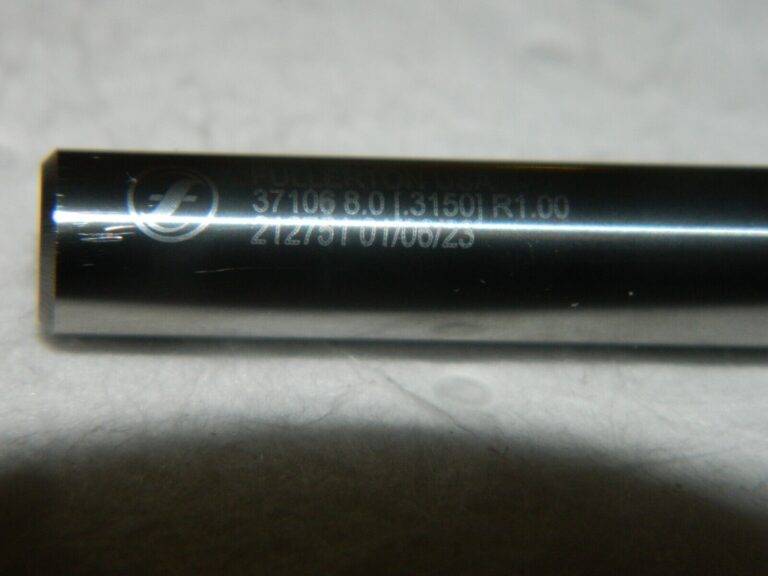 FULLERTON USA
37106 8.0 [.3150] R1.00
212751 01/06/23